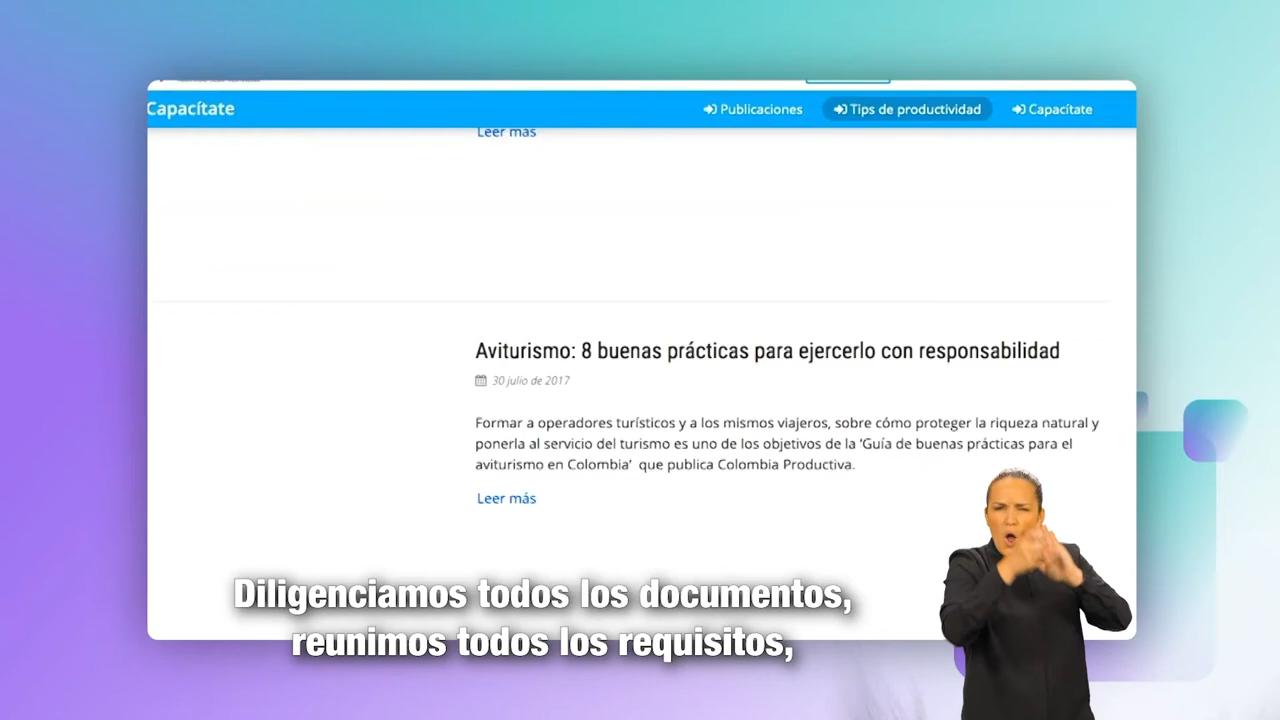 Capacítate
Publicaciones
Tips de productividad
Capacítate
Leer más
Aviturismo: 8 buenas prácticas para ejercerlo con responsabilidad
30 julio de 2017
Formar a operadores turísticos y a los mismos viajeros, sobre cómo proteger la riqueza natural y
ponerla al servicio del turismo es uno de los objetivos de la ‘Guía de buenas prácticas para el
aviturismo en Colombia’ que publica Colombia Productiva.
Leer más
Diligenciamos todos los documentos,
reunimos todos los requisitos,